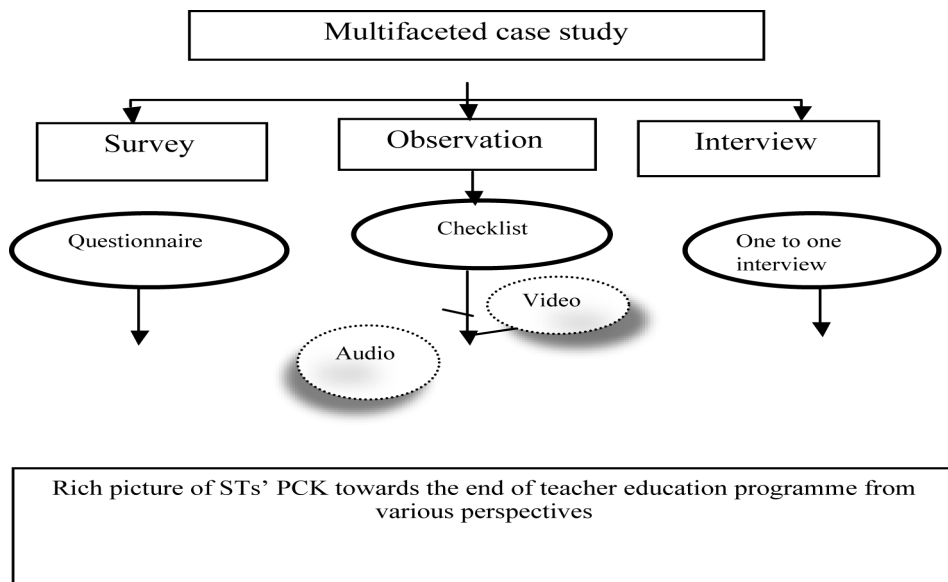 Multifaceted case study
Survey
Observation
Interview
Questionnaire
Checklist
One to one
interview
Video
Audio
Rich picture of STs’ PCK towards the end of teacher education programme from
various perspectives